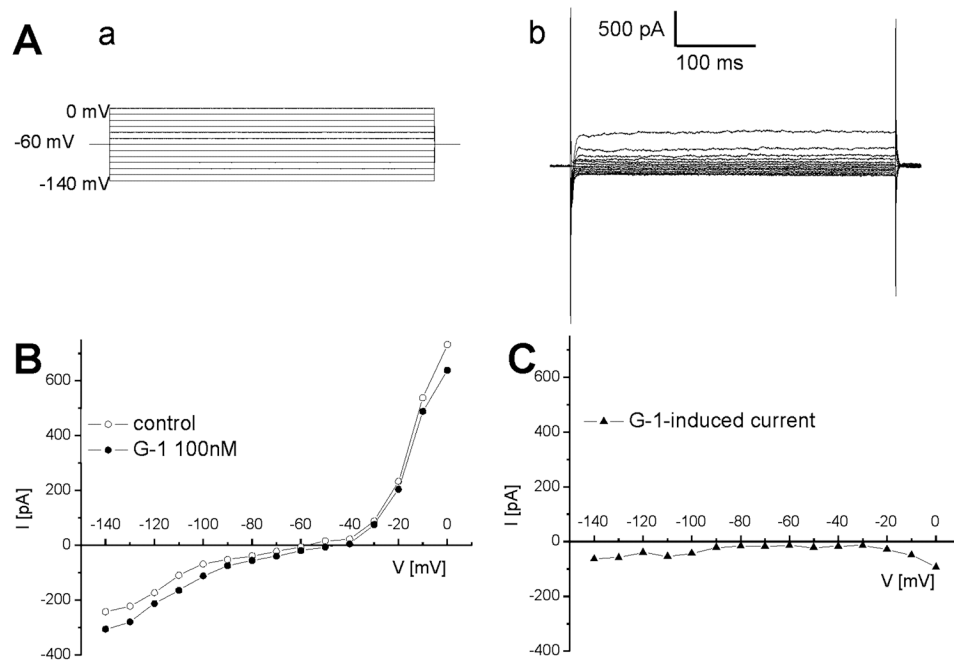 A
a
0 mV
-60 mV
-140 mV
b
500 pA
100 ms
B
600
400
200
0
-200
-400
I [pA]
-140 -120 -100 -80 -60 -40 -20 0
V [mV]
control
G-1 100nM
C
600
400
200
0
-200
-400
I [pA]
-140 -120 -100 -80 -60 -40 -20 0
V [mV]
G-1-induced current